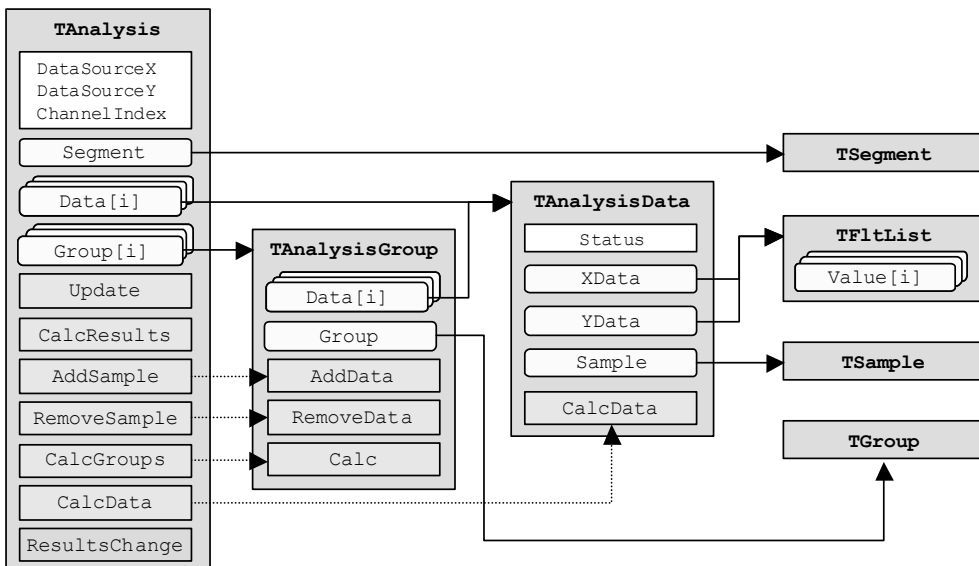 TAnalysis
DataSourceX
DataSourceY
ChannelIndex
Segment
Data[i]
Group[i]
Update
CalcResults
AddSample
RemoveSample
CalcGroups
CalcData
ResultsChange
TAnalysisGroup
Data[i]
Group
AddData
RemoveData
Calc
TAnalysisData
Status
XData
YData
Sample
CalcData
TSegment
TFltList
Value[i]
TSample
TGroup